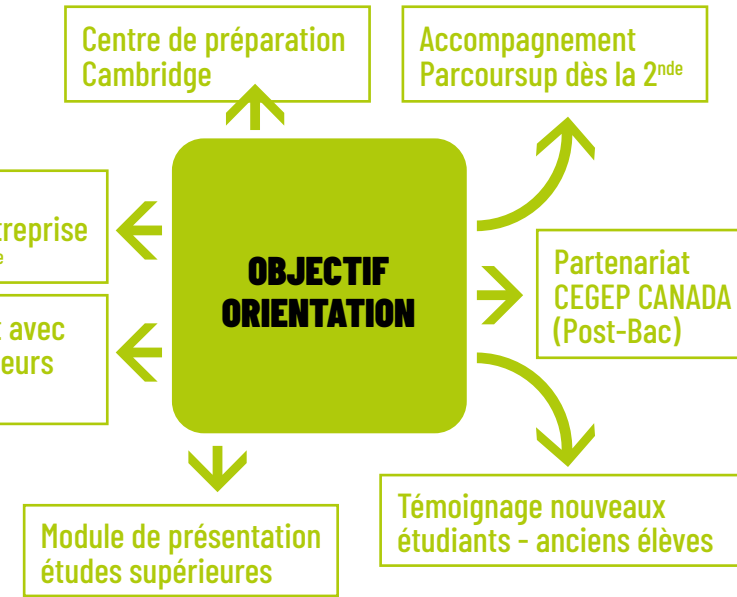 Centre de préparation
Cambridge
Accompagnement
Parcoursup dès la 2nde
OBJECTIF
ORIENTATION
Partenariat
CEGEP CANADA
(Post-Bac)
avec
Module de présentation
études supérieures
Témoignage nouveaux
étudiants - anciens élèves